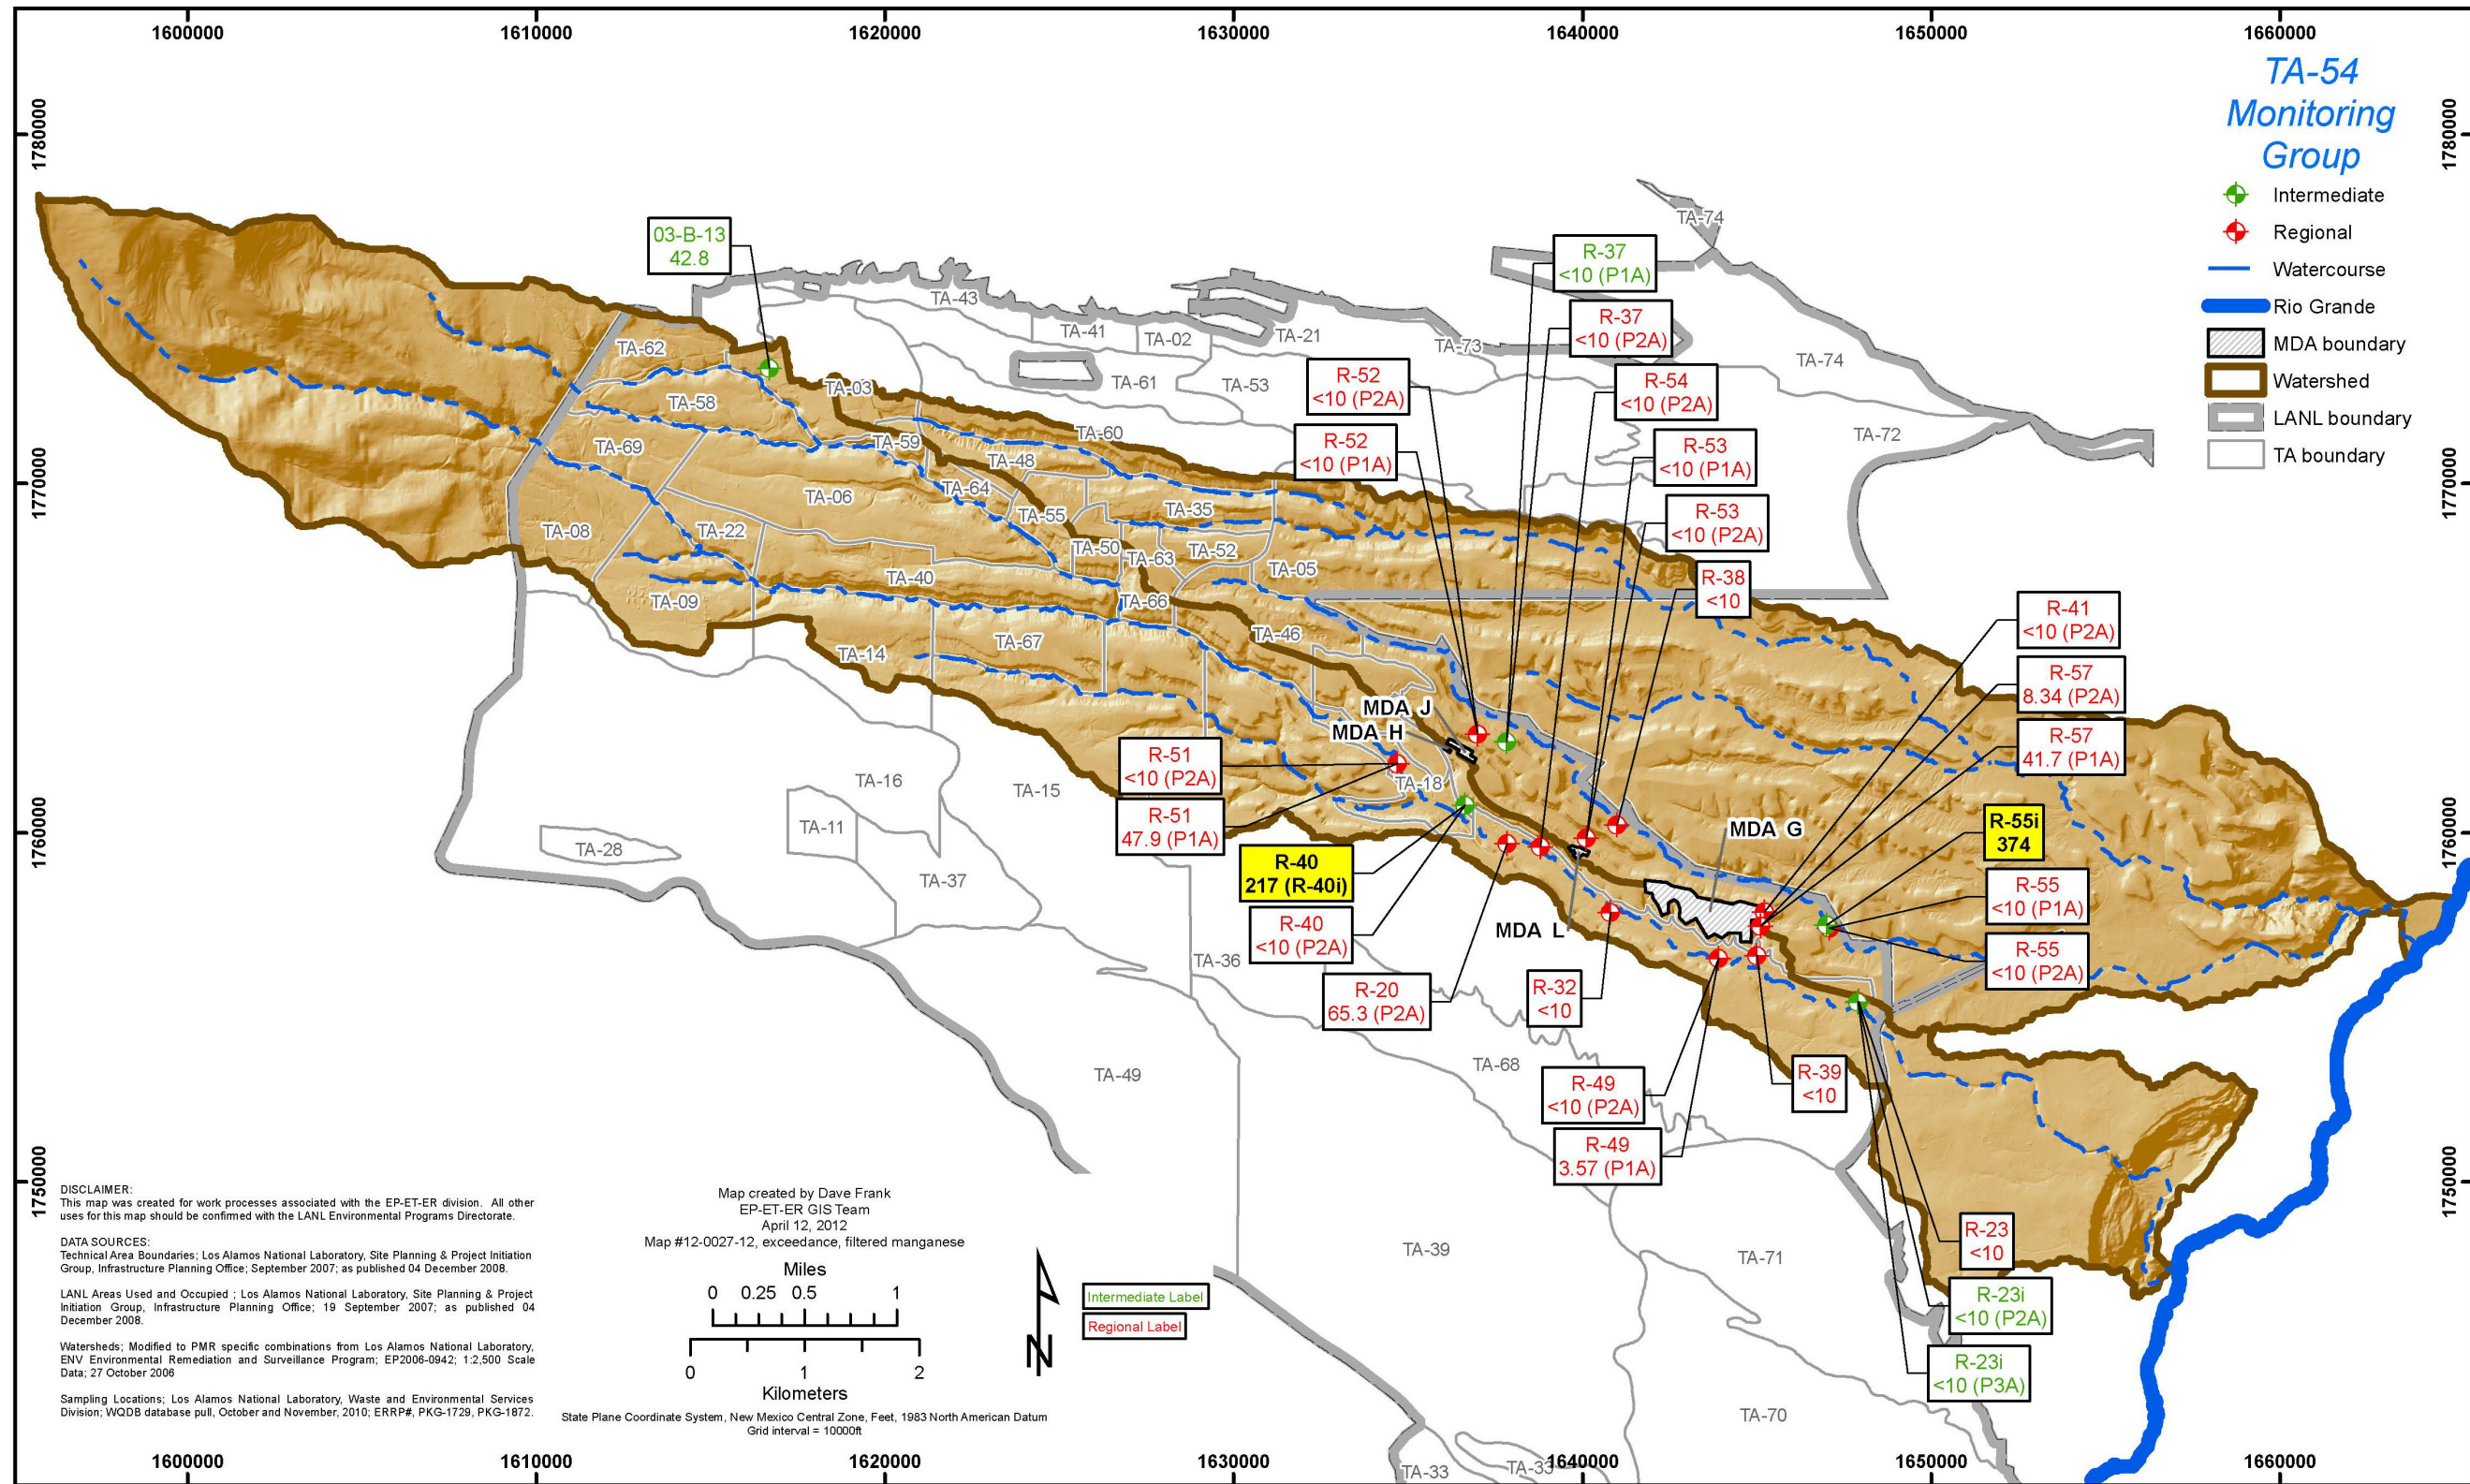 1600000
1610000
1620000
1630000
1640000
1650000
1660000
1780000
1770000
1760000
1750000
1780000
1770000
1760000
1750000
TA-54
Monitoring
Group
Intermediate
Regional
Watercourse
Rio Grande
MDA boundary
Watershed
LANL boundary
TA boundary
03-B-13
42.8
R-37
<10 (P1A)
R-37
<10 (P2A)
R-52
<10 (P2A)
R-54
<10 (P2A)
R-52
<10 (P1A)
R-53
<10 (P1A)
R-53
<10 (P2A)
R-38
<10
R-41
<10 (P2A)
R-57
8.34 (P2A)
R-57
41.7 (P1A)
R-55i
374
R-55
<10 (P1A)
R-55
<10 (P2A)
R-51
<10 (P2A)
R-51
47.9 (P1A)
R-40
217 (R-40i)
R-40
<10 (P2A)
R-20
65.3 (P2A)
R-32
<10
R-49
<10 (P2A)
R-49
3.57 (P1A)
R-39
<10
R-23
<10
R-23i
<10 (P2A)
R-23i
<10 (P3A)
MDA J
MDA H
MDA G
MDA L
TA-74
TA-43
TA-41
TA-02
TA-21
TA-73
TA-74
TA-62
TA-03
TA-61
TA-53
TA-58
TA-72
TA-60
TA-59
TA-69
TA-48
TA-64
TA-06
TA-55
TA-35
TA-08
TA-22
TA-50
TA-63
TA-52
TA-05
TA-40
TA-09
TA-66
TA-46
TA-67
TA-14
TA-18
TA-16
TA-15
TA-11
TA-28
TA-37
TA-36
TA-49
TA-68
TA-39
TA-71
TA-70
TA-33
TA-33
DISCLAIMER:
This map was created for work processes associated with the EP-ET-ER division. All other
uses for this map should be confirmed with the LANL Environmental Programs Directorate.
DATA SOURCES:
Technical Area Boundaries; Los Alamos National Laboratory, Site Planning & Project Initiation
Group, Infrastructure Planning Office; September 2007; as published 04 December 2008.
LANL Areas Used and Occupied ; Los Alamos National Laboratory, Site Planning & Project
Initiation Group, Infrastructure Planning Office; 19 September 2007; as published 04
December 2008.
Watersheds; Modified to PMR specific combinations from Los Alamos National Laboratory,
ENV Environmental Remediation and Surveillance Program; EP2006-0942; 1:2,500 Scale
Data; 27 October 2006
Sampling Locations; Los Alamos National Laboratory, Waste and Environmental Services
Division; WQDB database pull, October and November, 2010; ERRP#, PKG-1729, PKG-1872.
Map created by Dave Frank
EP-ET-ER GIS Team
April 12, 2012
Map #12-0027-12, exceedance, filtered manganese
Miles
0 0.25 0.5 1
0 1 2
Kilometers
N
Intermediate Label
Regional Label
State Plane Coordinate System, New Mexico Central Zone, Feet, 1983 North American Datum
Grid interval = 10000ft
1600000
1610000
1620000
1630000
1640000
1650000
1660000